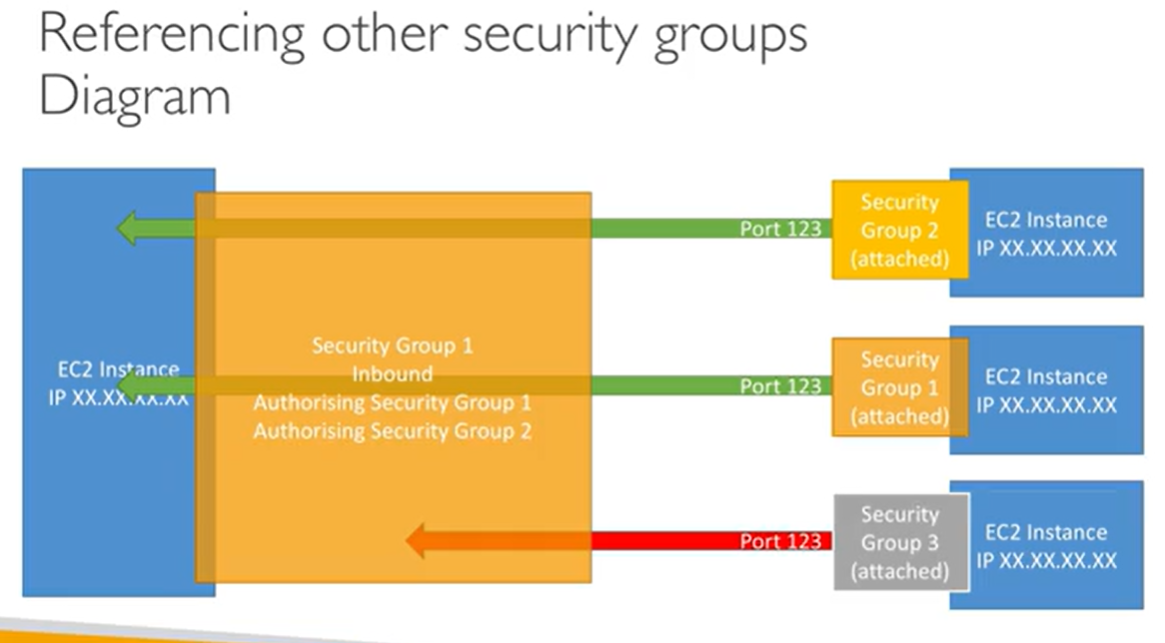 Referencing other security groups
Diagram
EC2 Instance
IP XX.XX.XX.XX
Security Group 1
Inbound
Authorising Security Group 1
Authorising Security Group 2
Port 123
Security
Group 2
(attached)
EC2 Instance
IP XX.XX.XX.XX
Port 123
Security
Group 1
(attached)
EC2 Instance
IP XX.XX.XX.XX
Port 123
Security
Group 3
(attached)
EC2 Instance
IP XX.XX.XX.XX